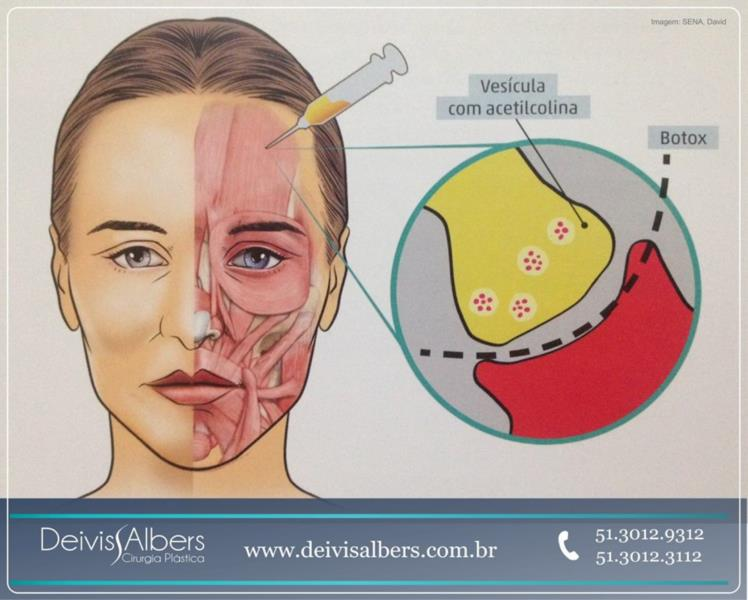 Imagem: SENA, David
Vesícula
com acetilcolina
Botox
DeivisAlbers
Cirurgia Plástica
www.deivisalbers.com.br
51.3012.9312
51.3012.3112